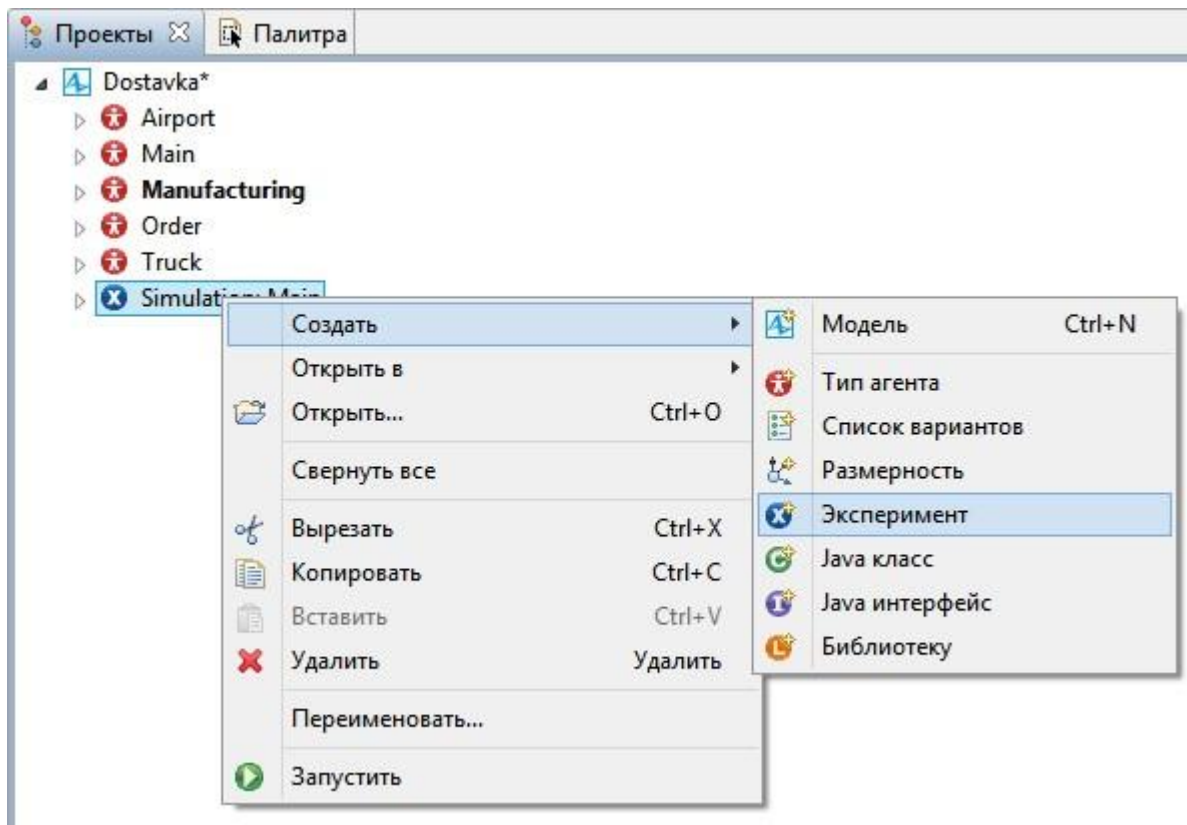 Проекты Палитра
Dostavka*
Airport
Main
Manufacturing
Order
Truck
Simulation: Main
Создать
Открыть в
Открыть... Ctrl+O
Свернуть все
Вырезать Ctrl+X
Копировать Ctrl+C
Вставить Ctrl+V
Удалить Удалить
Переименовать...
Запустить
Модель Ctrl+N
Тип агента
Список вариантов
Размерность
Эксперимент
Java класс
Java интерфейс
Библиотеку